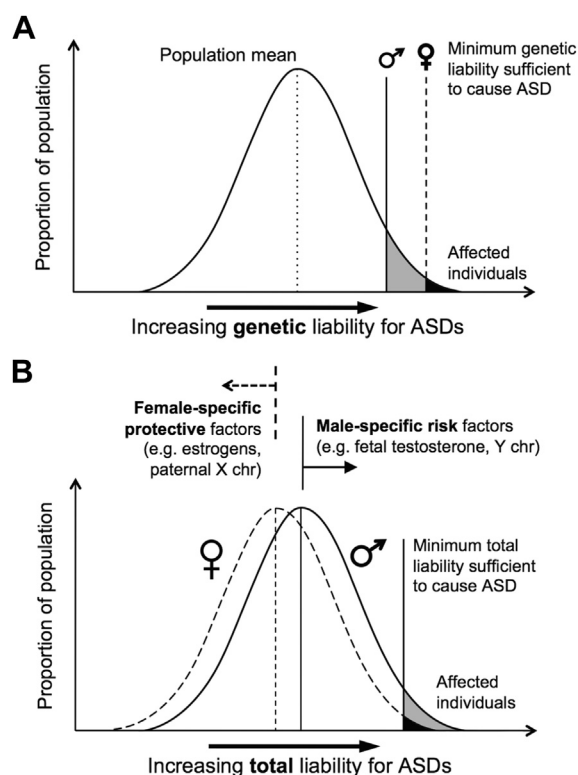 A
Population mean
♂ ♀
Minimum genetic
liability sufficient
to cause ASD
Proportion of population
Affected
individuals
Increasing genetic liability for ASDs
B
Female-specific
protective factors
(e.g. estrogens,
paternal X chr)
Male-specific risk factors
(e.g. fetal testosterone, Y chr)
Proportion of population
♀ ♂
Minimum total
liability sufficient
to cause ASD
Affected
individuals
Increasing total liability for ASDs